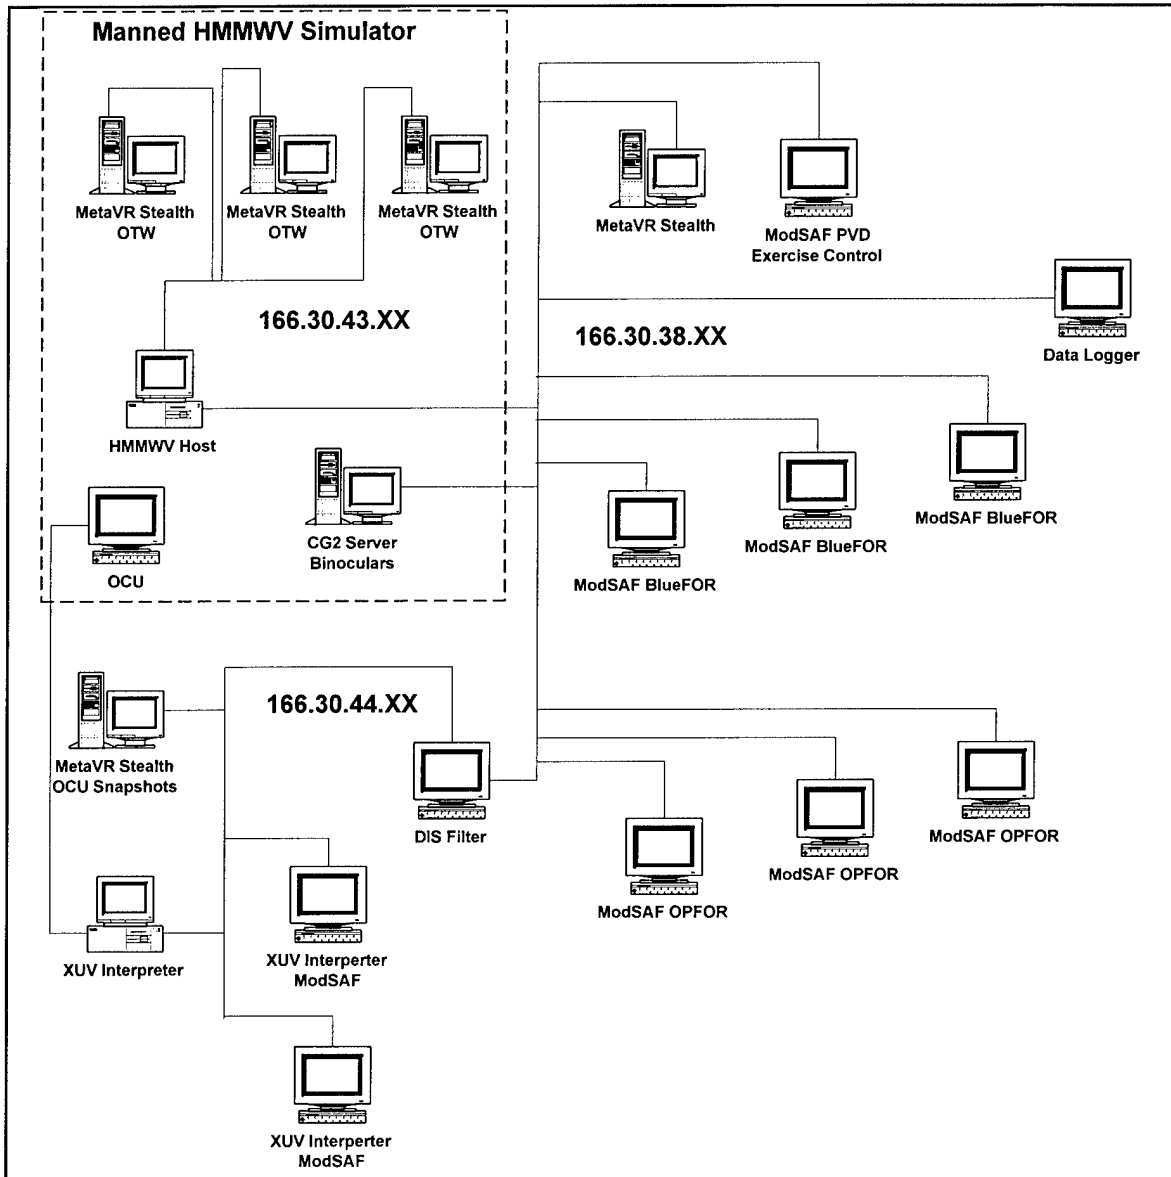 Manned HMMWV Simulator
MetaVR Stealth
OTW
MetaVR Stealth
OTW
MetaVR Stealth
OTW
MetaVR Stealth
ModSAF PVD
Exercise Control
166.30.43.XX
166.30.38.XX
Data Logger
HMMWV Host
ModSAF BlueFOR
ModSAF BlueFOR
ModSAF BlueFOR
CG2 Server
Binoculars
OCU
166.30.44.XX
MetaVR Stealth
OCU Snapshots
DIS Filter
ModSAF OPFOR
ModSAF OPFOR
ModSAF OPFOR
XUV Interpreter
XUV Interperter
ModSAF
XUV Interperter
ModSAF